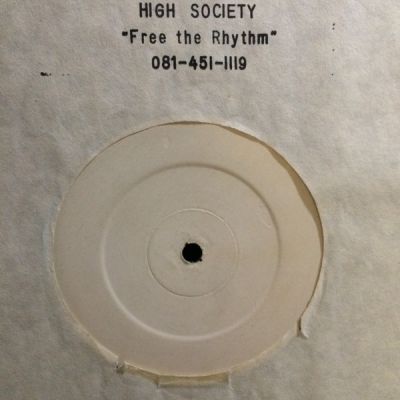 HIGH SOCIETY
"Free the Rhythm"
081-451-1119